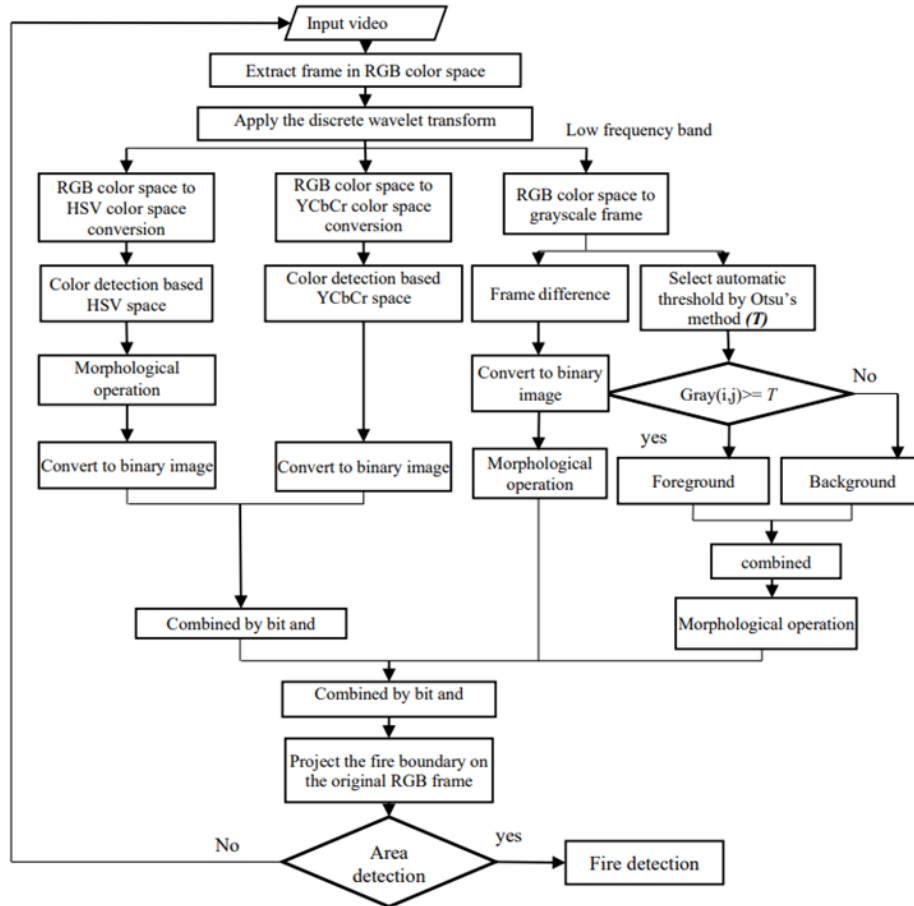 Input video
Extract frame in RGB color space
Apply the discrete wavelet transform
Low frequency band
RGB color space to
HSV color space
conversion
RGB color space to
YCbCr color space
conversion
RGB color space to
grayscale frame
Color detection based
HSV space
Color detection based
YCbCr space
Frame difference
Select automatic
threshold by Otsu's
method (T)
Morphological
operation
Convert to binary
image
Gray(i,j)>= T
No
yes
Convert to binary image
Convert to binary image
Morphological
operation
Foreground
Background
combined
Combined by bit and
Morphological operation
Combined by bit and
Project the fire boundary on
the original RGB frame
No
Area
detection
yes
Fire detection